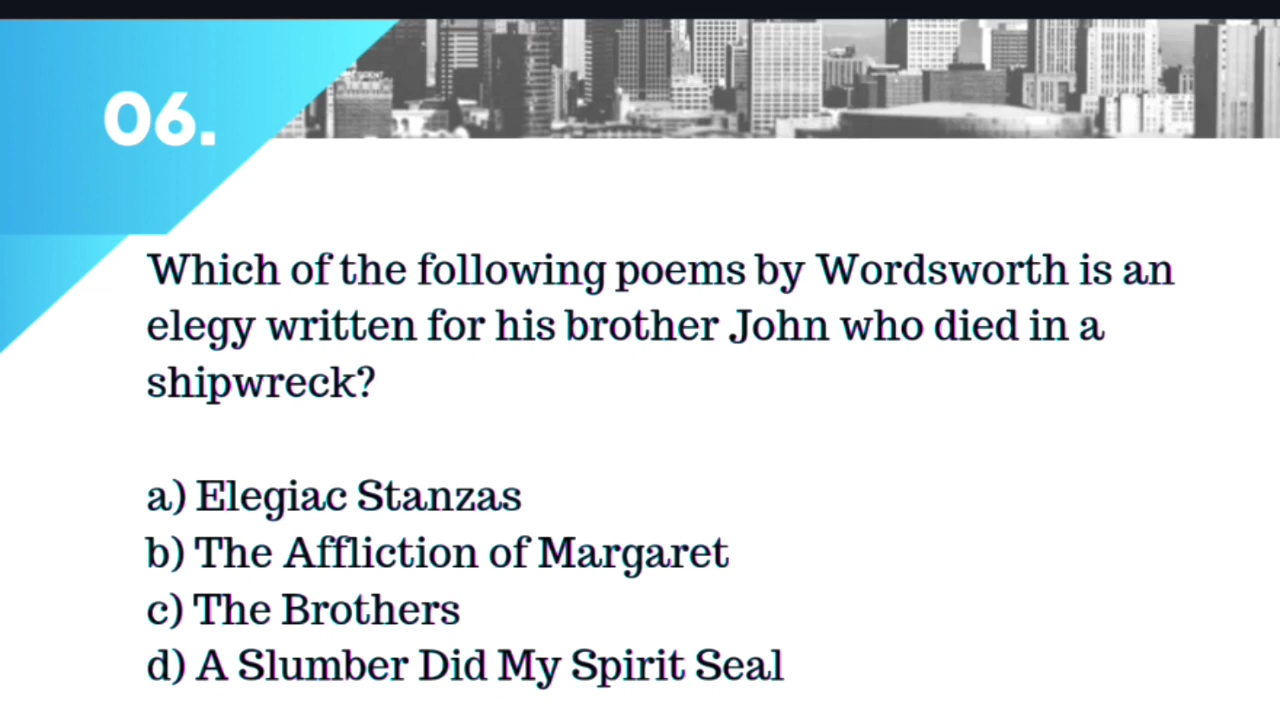 06.
Which of the following poems by Wordsworth is an
elegy written for his brother John who died in a
shipwreck?
a) Elegiac Stanzas
b) The Affliction of Margaret
c) The Brothers
d) A Slumber Did My Spirit Seal